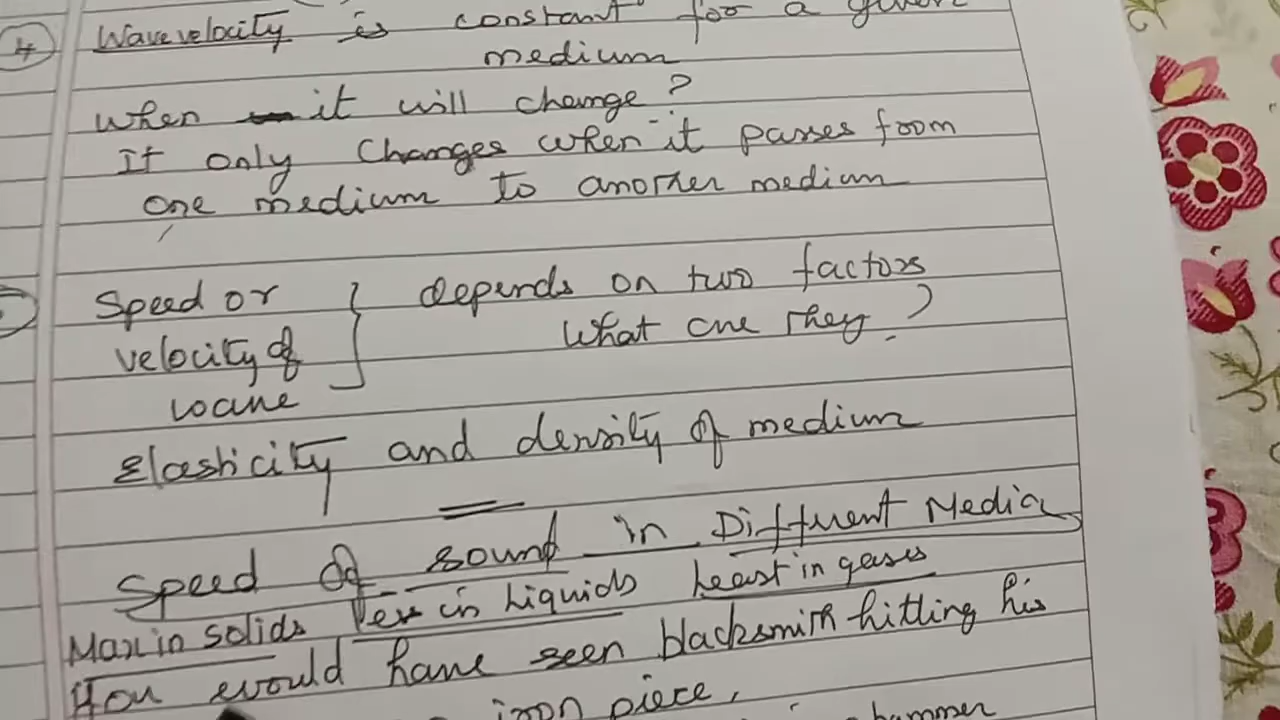 4 Wave velocity is constant for a given
medium
When it will change?
It only changes when it passes from
one medium to another medium
Speed or } depends on two factors
velocity of What are they?
wave
Elasticity and density of medium
Speed of sound in Different Media
Max in solids Less in Liquids Least in gases
You would have seen blacksmith hitting his
iron piece,
hammer